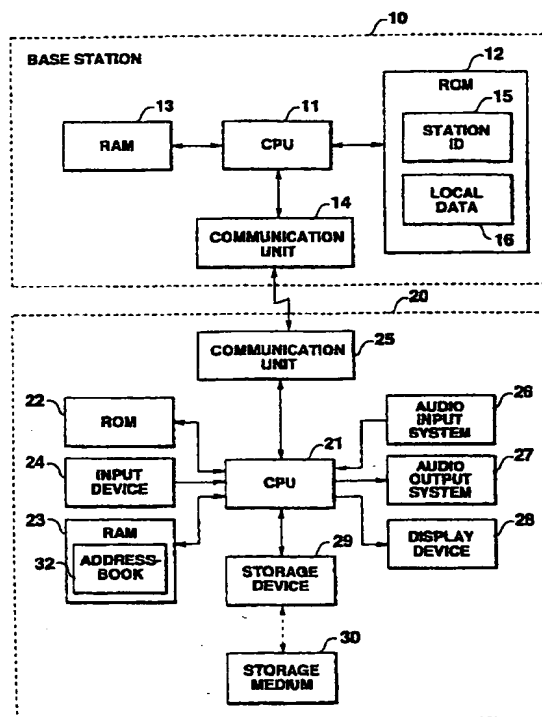 10
BASE STATION
12
ROM
13
11
15
RAM
CPU
STATION
ID
14
LOCAL
DATA
16
COMMUNICATION
UNIT
20
COMMUNICATION
UNIT
25
22
ROM
26
AUDIO
INPUT
SYSTEM
24
21
INPUT
DEVICE
CPU
27
AUDIO
OUTPUT
SYSTEM
23
RAM
28
32
ADDRESS-
BOOK
29
DISPLAY
DEVICE
STORAGE
DEVICE
30
STORAGE
MEDIUM